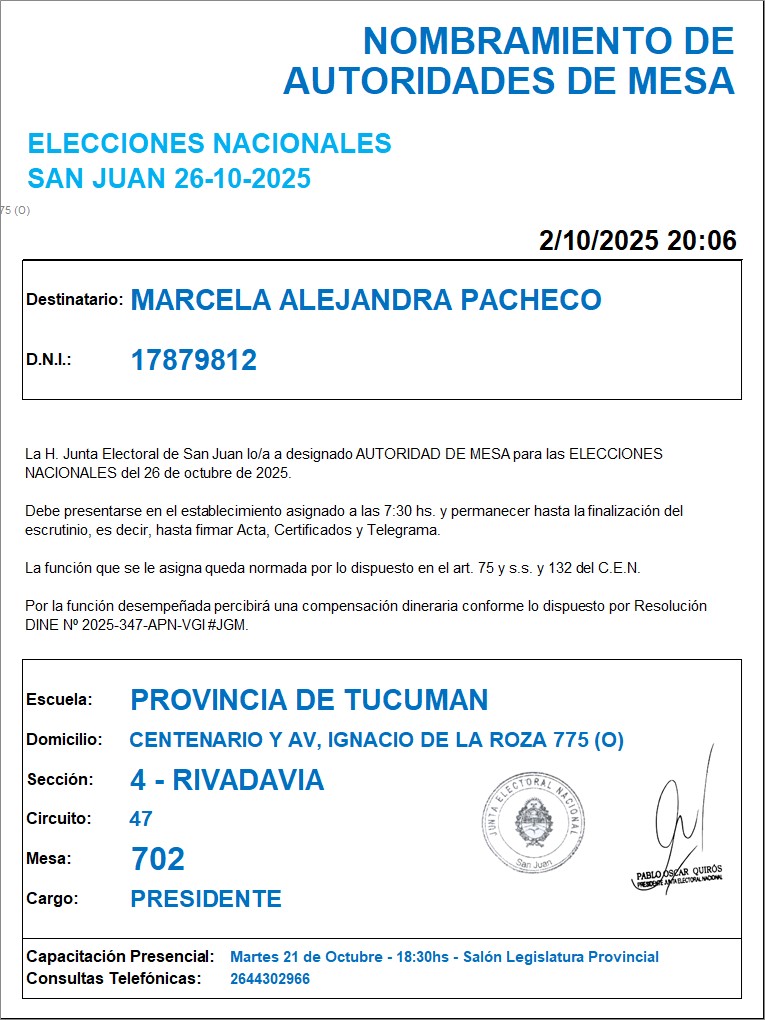 NOMBRAMIENTO DE
AUTORIDADES DE MESA
ELECCIONES NACIONALES
SAN JUAN 26-10-2025
75 (O)
2/10/2025 20:06
Destinatario: MARCELA ALEJANDRA PACHECO
D.N.I.: 17879812
La H. Junta Electoral de San Juan lo/a a designado AUTORIDAD DE MESA para las ELECCIONES
NACIONALES del 26 de octubre de 2025.
Debe presentarse en el establecimiento asignado a las 7:30 hs. y permanecer hasta la finalización del
escrutinio, es decir, hasta firmar Acta, Certificados y Telegrama.
La función que se le asigna queda normada por lo dispuesto en el art. 75 y s.s. y 132 del C.E.N.
Por la función desempeñada percibirá una compensación dineraria conforme lo dispuesto por Resolución
DINE Nº 2025-347-APN-VGI#JGM.
Escuela: PROVINCIA DE TUCUMAN
Domicilio: CENTENARIO Y AV, IGNACIO DE LA ROZA 775 (O)
Sección: 4 - RIVADAVIA
Circuito: 47
Mesa: 702
Cargo: PRESIDENTE
JUNTA ELECTORAL NACIONAL
San Juan
PABLO OSCAR QUIRÓS
PRESIDENTE JUNTA ELECTORAL NACIONAL
Capacitación Presencial: Martes 21 de Octubre - 18:30hs - Salón Legislatura Provincial
Consultas Telefónicas: 2644302966